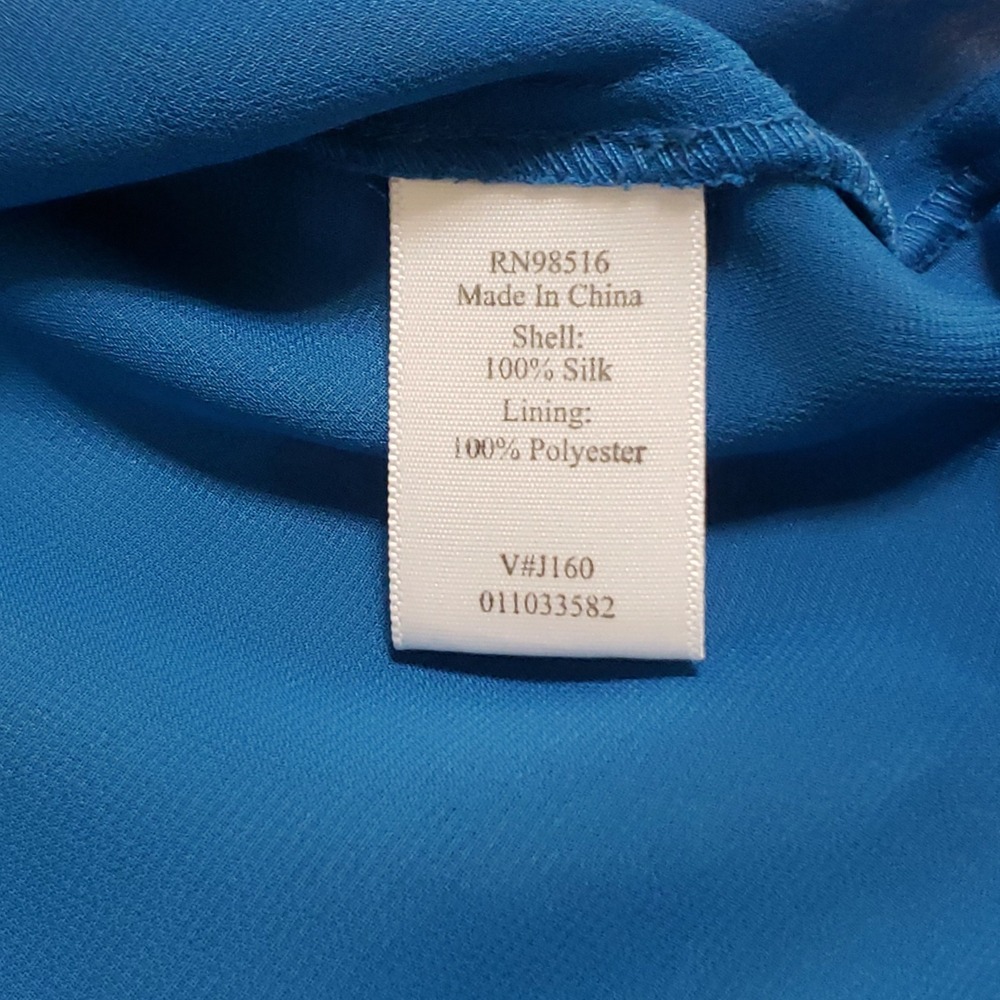 RN98516
Made In China
Shell:
100% Silk
Lining:
100% Polyester
V#J160
011033582